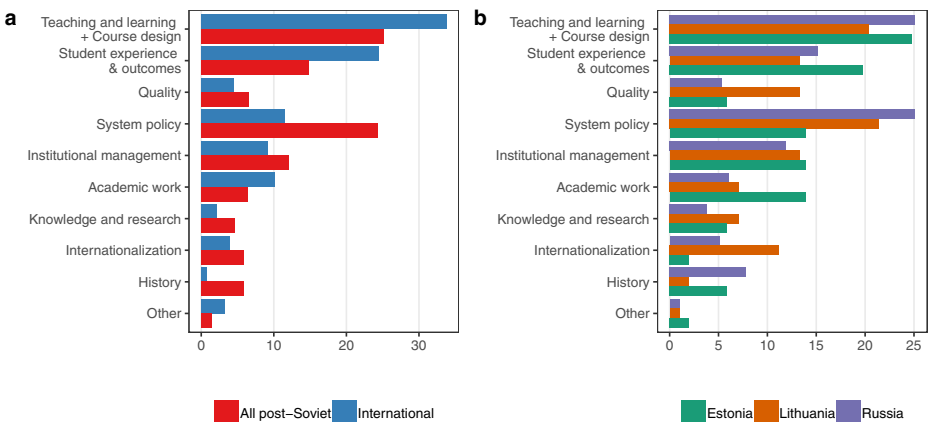 a
Teaching and learning
+ Course design
Student experience
& outcomes
Quality
System policy
Institutional management
Academic work
Knowledge and research
Internationalization
History
Other
0 10 20 30
All post−Soviet International
b
Teaching and learning
+ Course design
Student experience
& outcomes
Quality
System policy
Institutional management
Academic work
Knowledge and research
Internationalization
History
Other
0 5 10 15 20 25
Estonia Lithuania Russia